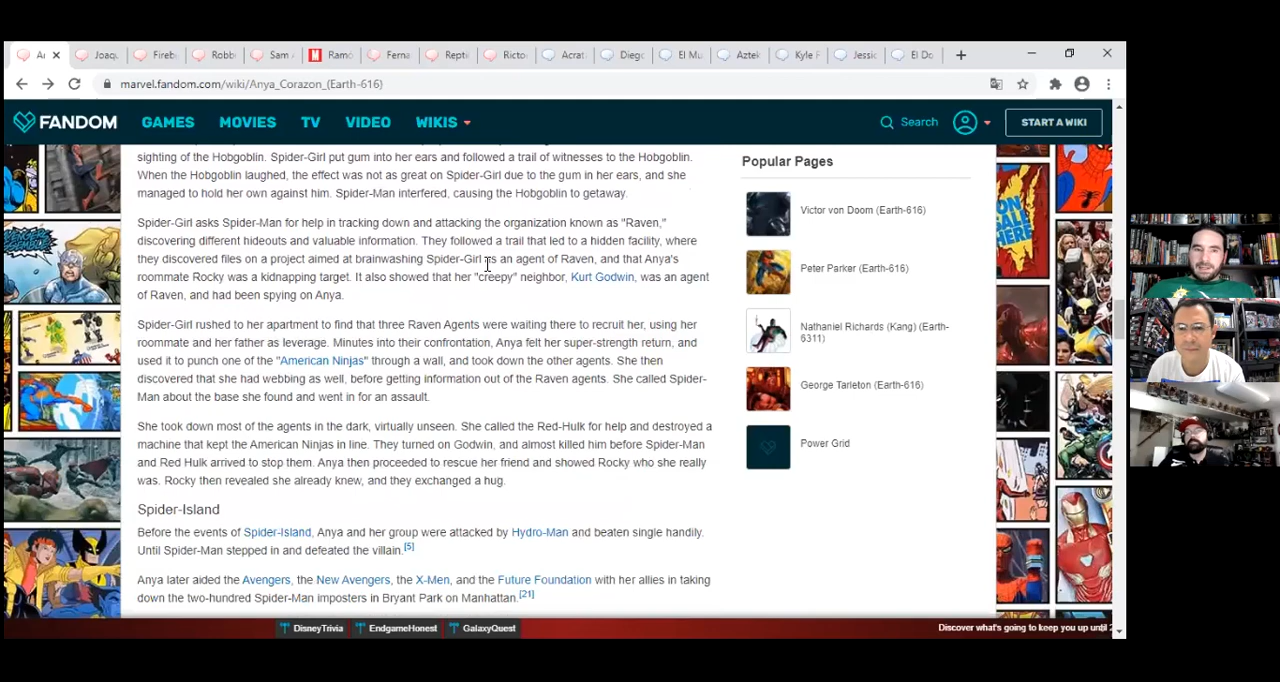 Joaqu
Fireb
Robb
Sam
Ramó
Ferna
Repti
Rictor
Acrat
Diego
El Mu
Aztek
Kyle F
Jessic
El Do
marvel.fandom.com/wiki/Anya_Corazon_(Earth-616)
FANDOM GAMES MOVIES TV VIDEO WIKIS Search START A WIKI
sighting of the Hobgoblin. Spider-Girl put gum into her ears and followed a trail of witnesses to the Hobgoblin.
When the Hobgoblin laughed, the effect was not as great on Spider-Girl due to the gum in her ears, and she
managed to hold her own against him. Spider-Man interfered, causing the Hobgoblin to getaway.
Spider-Girl asks Spider-Man for help in tracking down and attacking the organization known as "Raven,"
discovering different hideouts and valuable information. They followed a trail that led to a hidden facility, where
they discovered files on a project aimed at brainwashing Spider-Girl as an agent of Raven, and that Anya's
roommate Rocky was a kidnapping target. It also showed that her "creepy" neighbor, Kurt Godwin, was an agent
of Raven, and had been spying on Anya.
Spider-Girl rushed to her apartment to find that three Raven Agents were waiting there to recruit her, using her
roommate and her father as leverage. Minutes into their confrontation, Anya felt her super-strength return, and
used it to punch one of the "American Ninjas" through a wall, and took down the other agents. She then
discovered that she had webbing as well, before getting information out of the Raven agents. She called Spider-
Man about the base she found and went in for an assault.
She took down most of the agents in the dark, virtually unseen. She called the Red-Hulk for help and destroyed a
machine that kept the American Ninjas in line. They turned on Godwin, and almost killed him before Spider-Man
and Red Hulk arrived to stop them. Anya then proceeded to rescue her friend and showed Rocky who she really
was. Rocky then revealed she already knew, and they exchanged a hug.
Spider-Island
Before the events of Spider-Island, Anya and her group were attacked by Hydro-Man and beaten single handily.
Until Spider-Man stepped in and defeated the villain.[5]
Anya later aided the Avengers, the New Avengers, the X-Men, and the Future Foundation with her allies in taking
down the two-hundred Spider-Man imposters in Bryant Park on Manhattan.[21]
Popular Pages
Victor von Doom (Earth-616)
Peter Parker (Earth-616)
Nathaniel Richards (Kang) (Earth-
6311)
George Tarleton (Earth-616)
Power Grid
DisneyTrivia EndgameHonest GalaxyQuest
Discover what's going to keep you up until